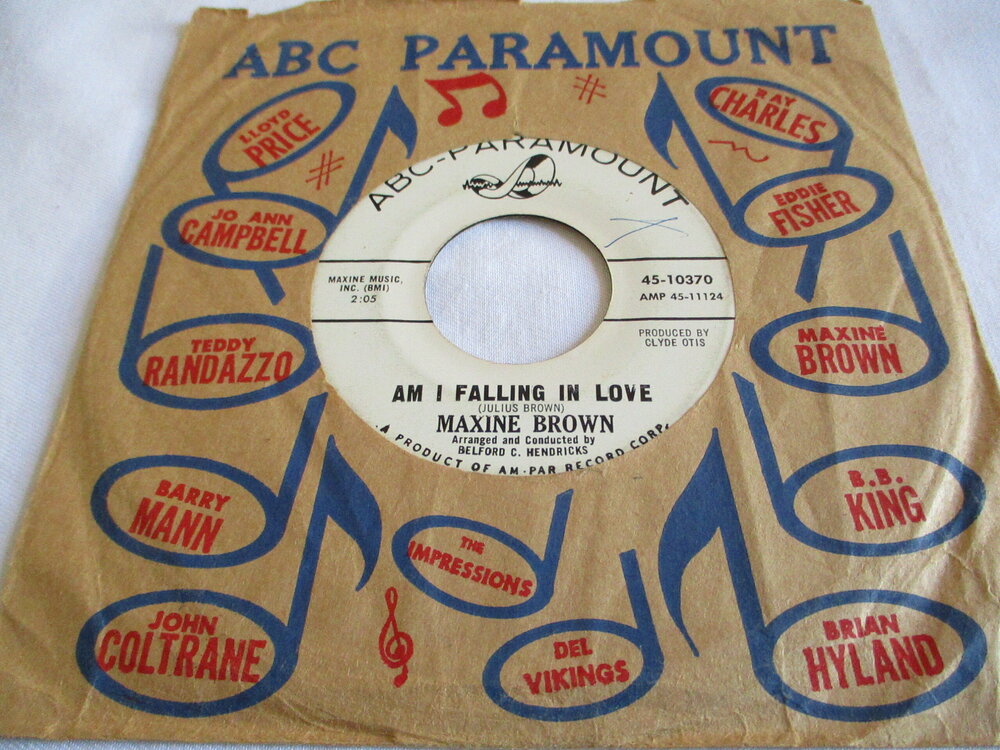 ABC PARAMOUNT
LLOYD
PRICE
RAY
CHARLES
JO ANN
CAMPBELL
EDDIE
FISHER
TEDDY
RANDAZZO
MAXINE
BROWN
BARRY
MANN
B.B.
KING
THE
IMPRESSIONS
JOHN
COLTRANE
DEL
VIKINGS
BRIAN
HYLAND
ABC-PARAMOUNT
MAXINE MUSIC,
INC. (BMI)
2:05
45-10370
AMP 45-11124
PRODUCED BY
CLYDE OTIS
AM I FALLING IN LOVE
(JULIUS BROWN)
MAXINE BROWN
Arranged and Conducted by
BELFORD C. HENDRICKS
A PRODUCT OF AM-PAR RECORD CORP.